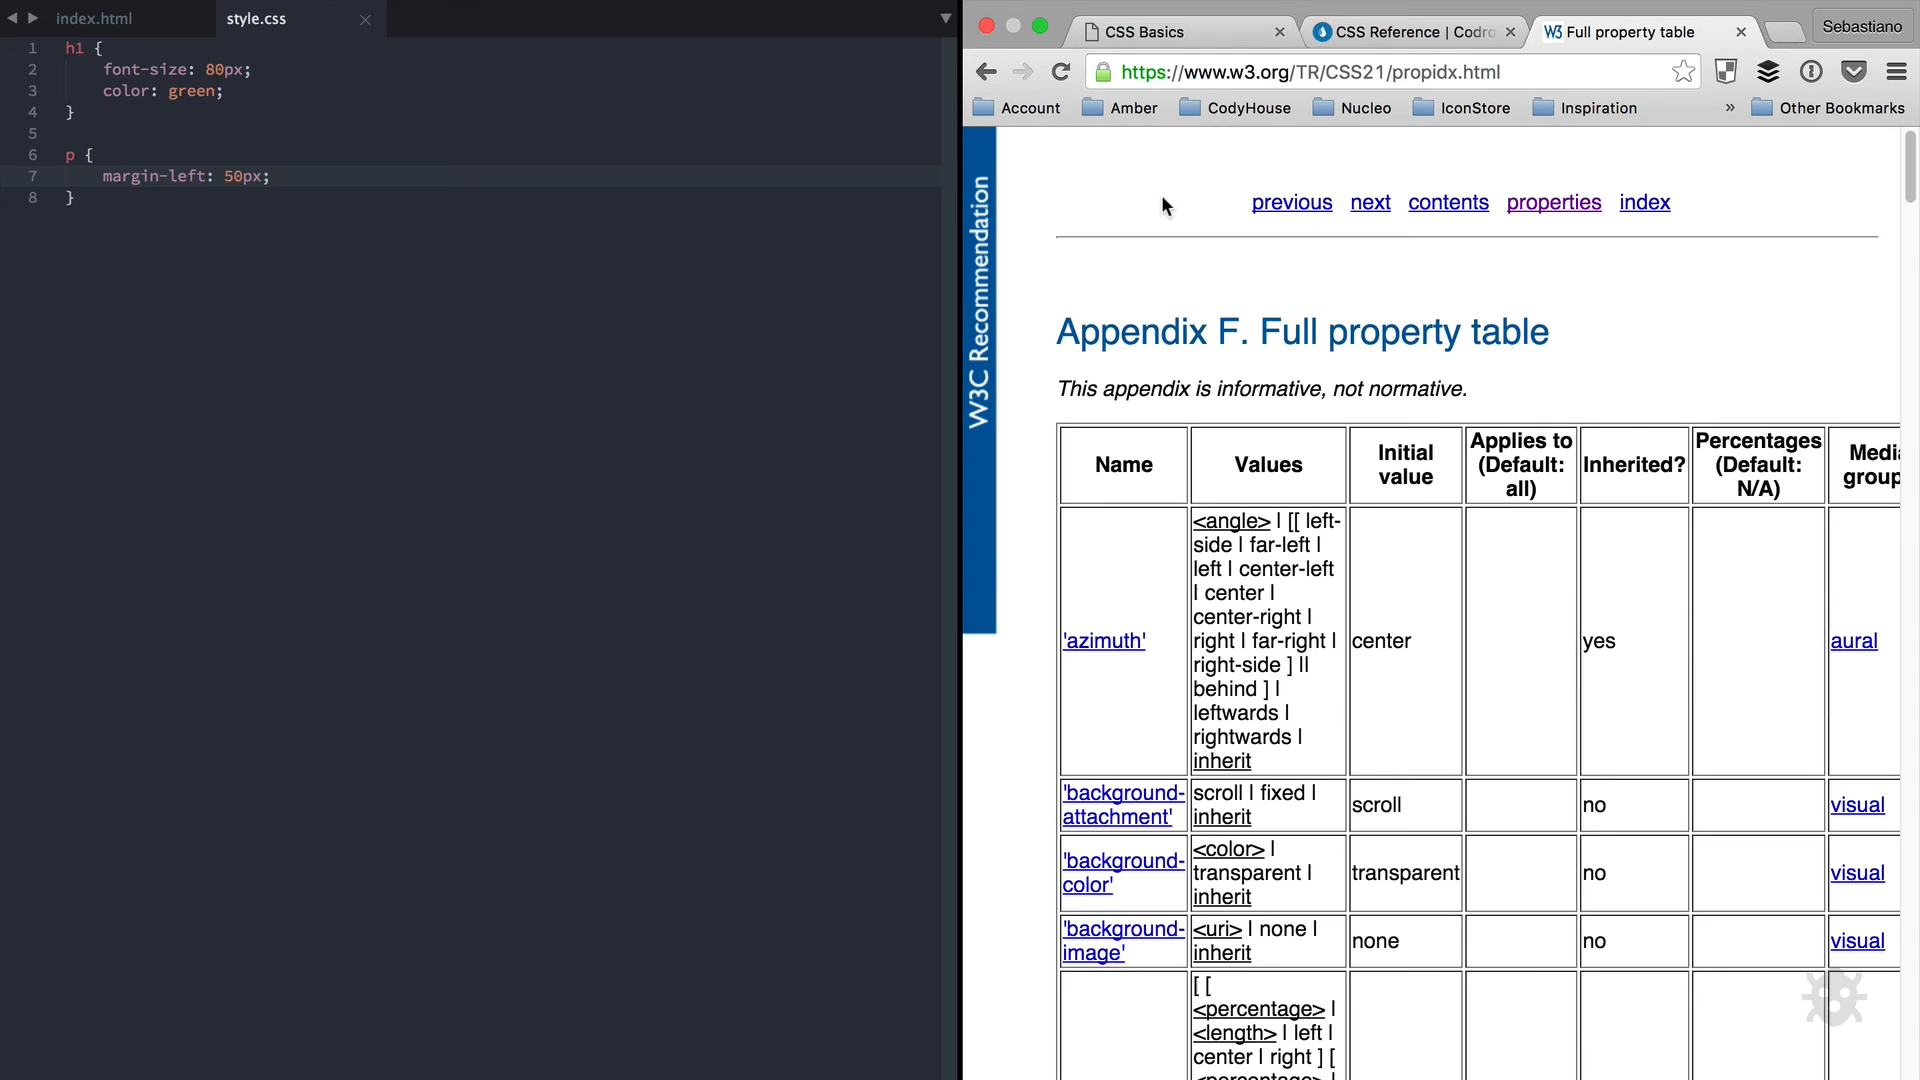 index.html
style.css
1 h1 {
2 font-size: 80px;
3 color: green;
4 }
5
6 p {
7 margin-left: 50px;
8 }
CSS Basics
CSS Reference | Codro
W3 Full property table
Sebastiano
https://www.w3.org/TR/CSS21/propidx.html
Account
Amber
CodyHouse
Nucleo
IconStore
Inspiration
»
Other Bookmarks
W3C Recommendation
previous next contents properties index
Appendix F. Full property table
This appendix is informative, not normative.
Name
Values
Initial
value
Applies to
(Default:
all)
Inherited?
Percentages
(Default:
N/A)
Medi
group
'azimuth'
<angle> | [[ left-
side | far-left |
left | center-left
| center |
center-right |
right | far-right |
right-side ] ||
behind ] |
leftwards |
rightwards |
inherit
center
yes
aural
'background-
attachment'
scroll | fixed |
inherit
scroll
no
visual
'background-
color'
<color> |
transparent |
inherit
transparent
no
visual
'background-
image'
<uri> | none |
inherit
none
no
visual
[ [
<percentage> |
<length> | left |
center | right ] [
<percentage> |